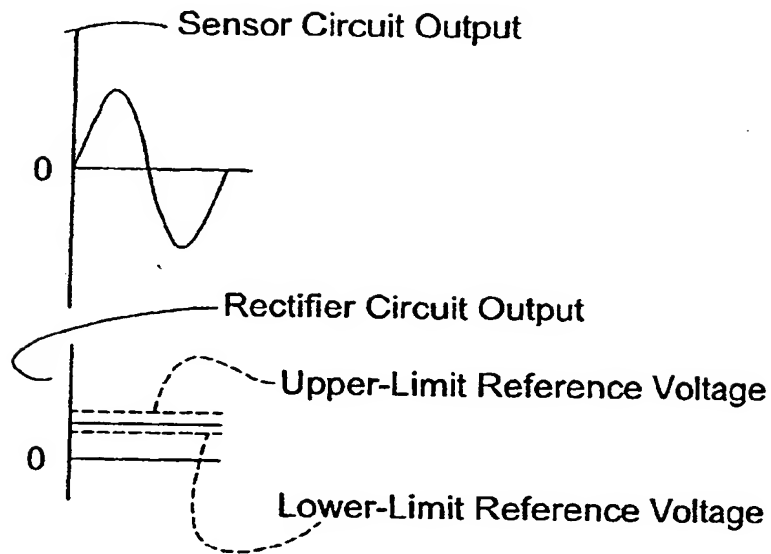 Sensor Circuit Output
0
Rectifier Circuit Output
Upper-Limit Reference Voltage
0
Lower-Limit Reference Voltage